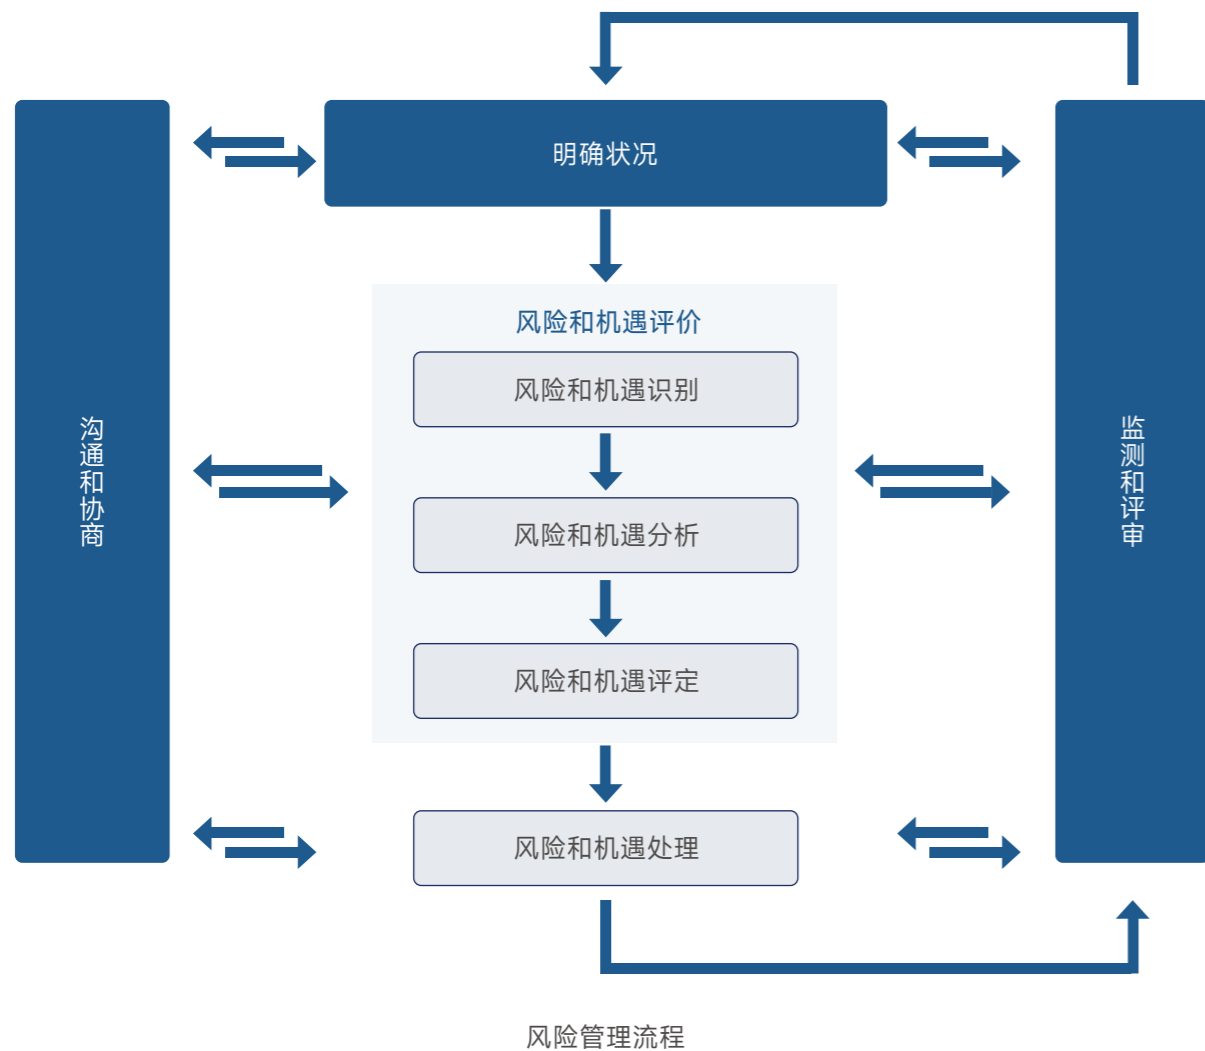 明确状况
沟通和协商
风险和机遇评价
风险和机遇识别
风险和机遇分析
风险和机遇评定
监测和评审
风险和机遇处理
风险管理流程